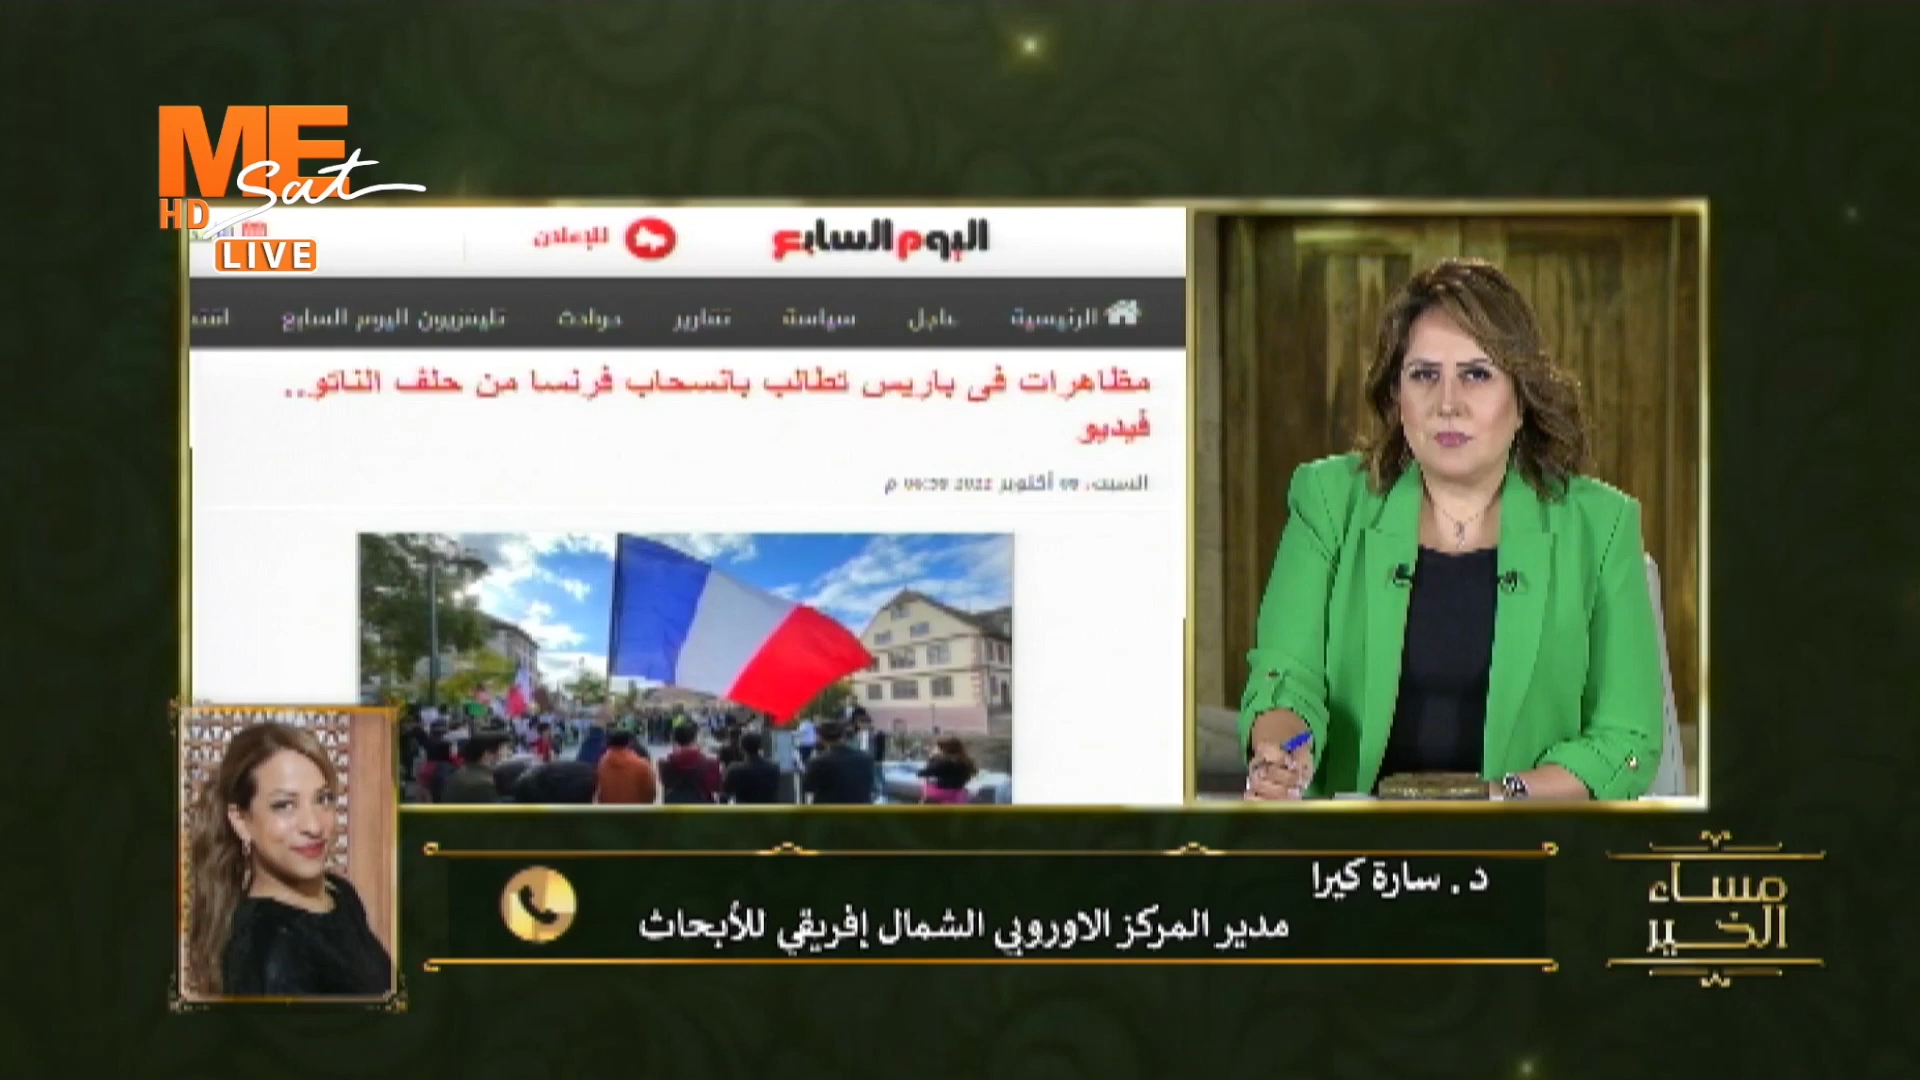 ME
Sat
HD
LIVE
اليوم السابع
للإعلان
الرئيسية
عاجل
سياسة
تقارير
حوادث
تليفزيون اليوم السابع
مظاهرات فى باريس تطالب بانسحاب فرنسا من حلف الناتو..
فيديو
السبت، أكتوبر 2022 م
د. سارة كيرا
مدير المركز الاوروبي الشمال إفريقي للأبحاث
مساء
الخير